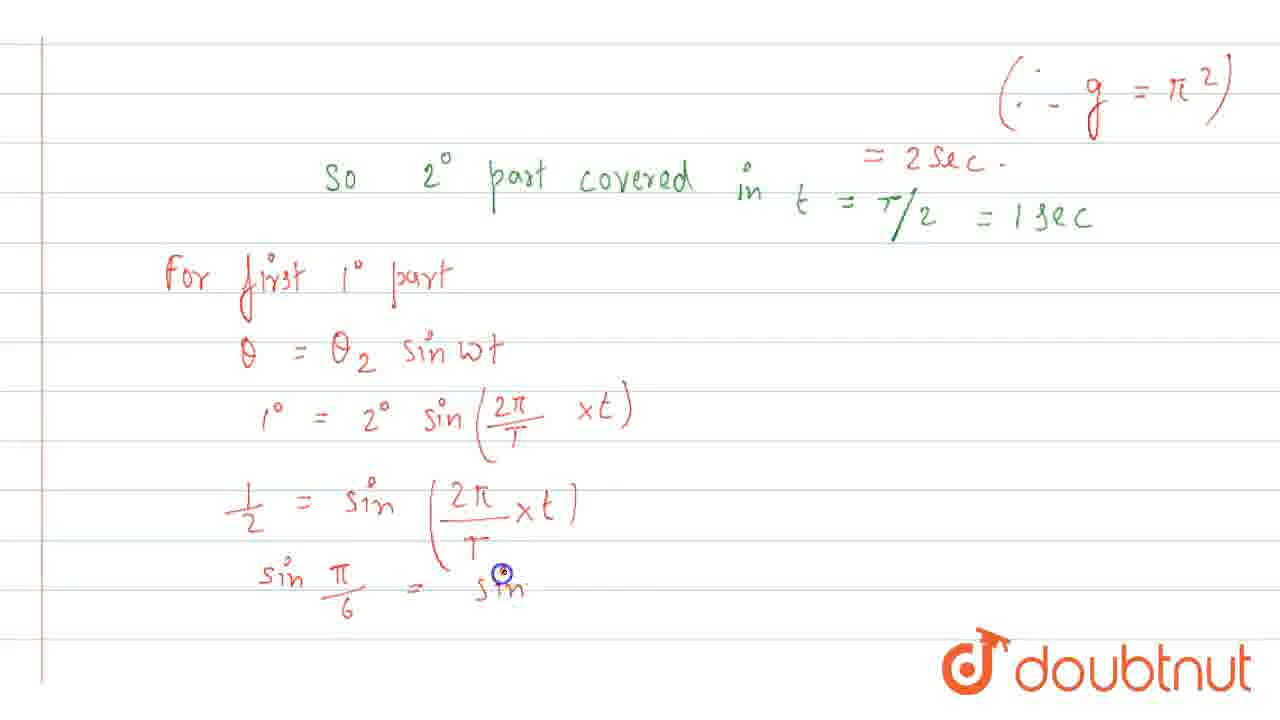 (∴ g = π²)
= 2 sec.
So 2° part covered in t = T/2 = 1 sec
For first 1° part
θ = θ₂ sin ωt
1° = 2° sin(2π/T × t)
1/2 = sin (2π/T × t)
sin π/6 = sin
doubtnut